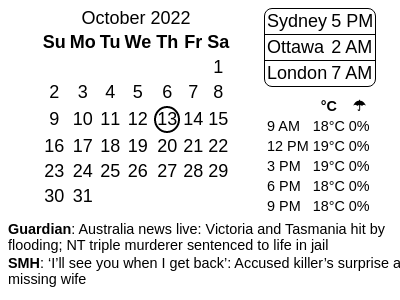 October 2022
Su Mo Tu We Th Fr Sa
1
2 3 4 5 6 7 8
9 10 11 12 13 14 15
16 17 18 19 20 21 22
23 24 25 26 27 28 29
30 31
Sydney 5 PM
Ottawa 2 AM
London 7 AM
°C ☂
9 AM 18°C 0%
12 PM 19°C 0%
3 PM 19°C 0%
6 PM 18°C 0%
9 PM 18°C 0%
Guardian: Australia news live: Victoria and Tasmania hit by
flooding; NT triple murderer sentenced to life in jail
SMH: ‘I’ll see you when I get back’: Accused killer’s surprise a
missing wife